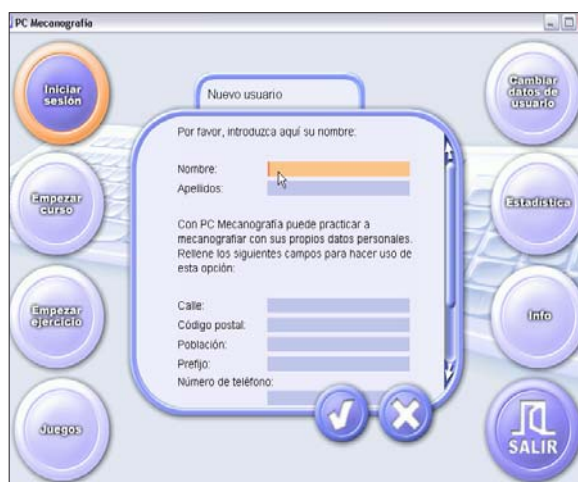 PC Mecanografía
Iniciar
sesión
Empezar
curso
Empezar
ejercicio
Juegos
Nuevo usuario
Por favor, introduzca aquí su nombre:
Nombre:
Apellidos:
Con PC Mecanografía puede practicar a
mecanografiar con sus propios datos personales.
Rellene los siguientes campos para hacer uso de
esta opción:
Calle:
Código postal:
Población:
Prefijo:
Número de teléfono:
Cambiar
datos de
usuario
Estadística
Info
SALIR